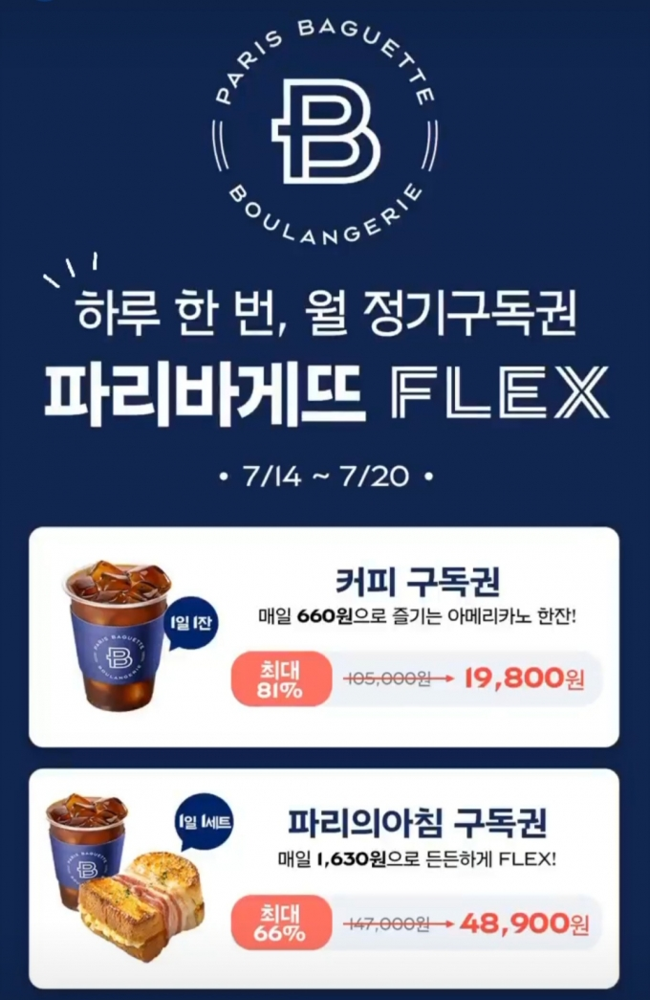 PARIS BAGUETTE
B
BOULANGERIE
하루 한 번, 월 정기구독권
파리바게뜨 FLEX
• 7/14 ~ 7/20 •
커피 구독권
매일 660원으로 즐기는 아메리카노 한잔!
1일 1잔
PARIS BAGUETTE
B
BOULANGERIE
최대
81%
105,000원 → 19,800원
1일 1세트
파리의아침 구독권
매일 1,630원으로 든든하게 FLEX!
PARIS BAGUETTE
B
최대
66%
147,000원 → 48,900원